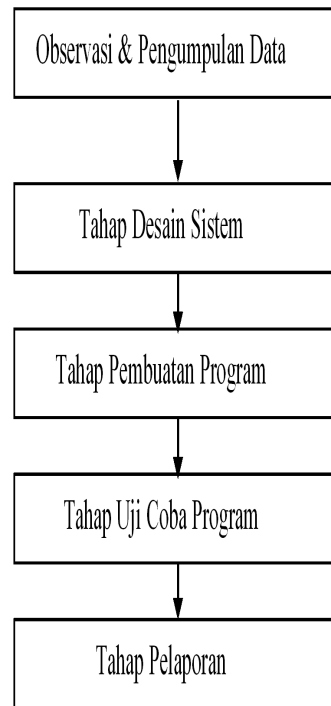 Observasi & Pengumpulan Data
Tahap Desain Sistem
Tahap Pembuatan Program
Tahap Uji Coba Program
Tahap Pelaporan